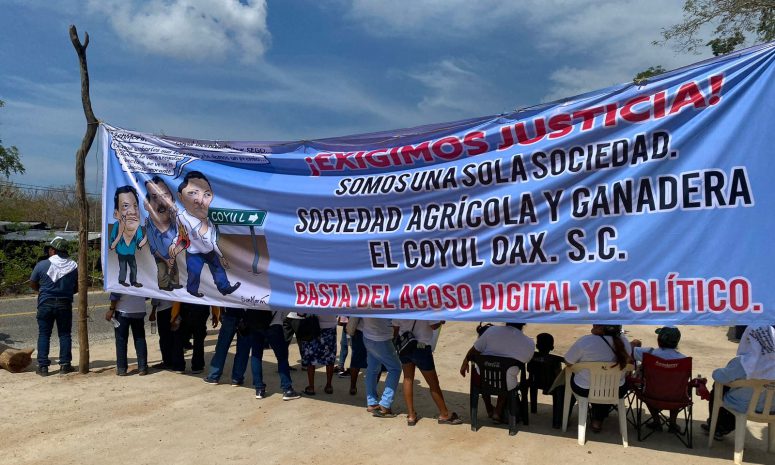 ¡EXIGIMOS JUSTICIA!
SOMOS UNA SOLA SOCIEDAD.
SOCIEDAD AGRÍCOLA Y GANADERA
EL COYUL OAX. S.C.
BASTA DEL ACOSO DIGITAL Y POLÍTICO.
COYUL